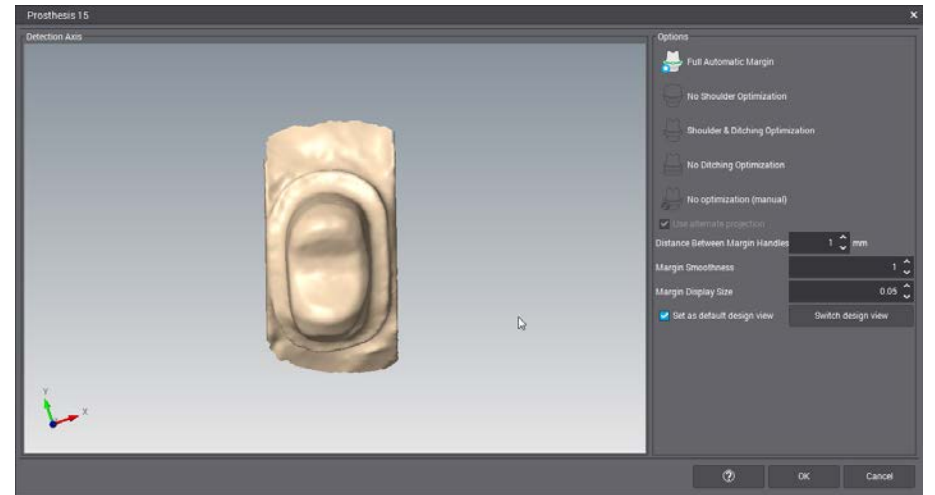 Prosthesis 15
Detection Axis
Options
Full Automatic Margin
No Shoulder Optimization
Shoulder & Ditching Optimization
No Ditching Optimization
No optimization (manual)
Use alternate projection
Distance Between Margin Handles 1 mm
Margin Smoothness 1
Margin Display Size 0.05
Set as default design view Switch design view
Y
X
? OK Cancel